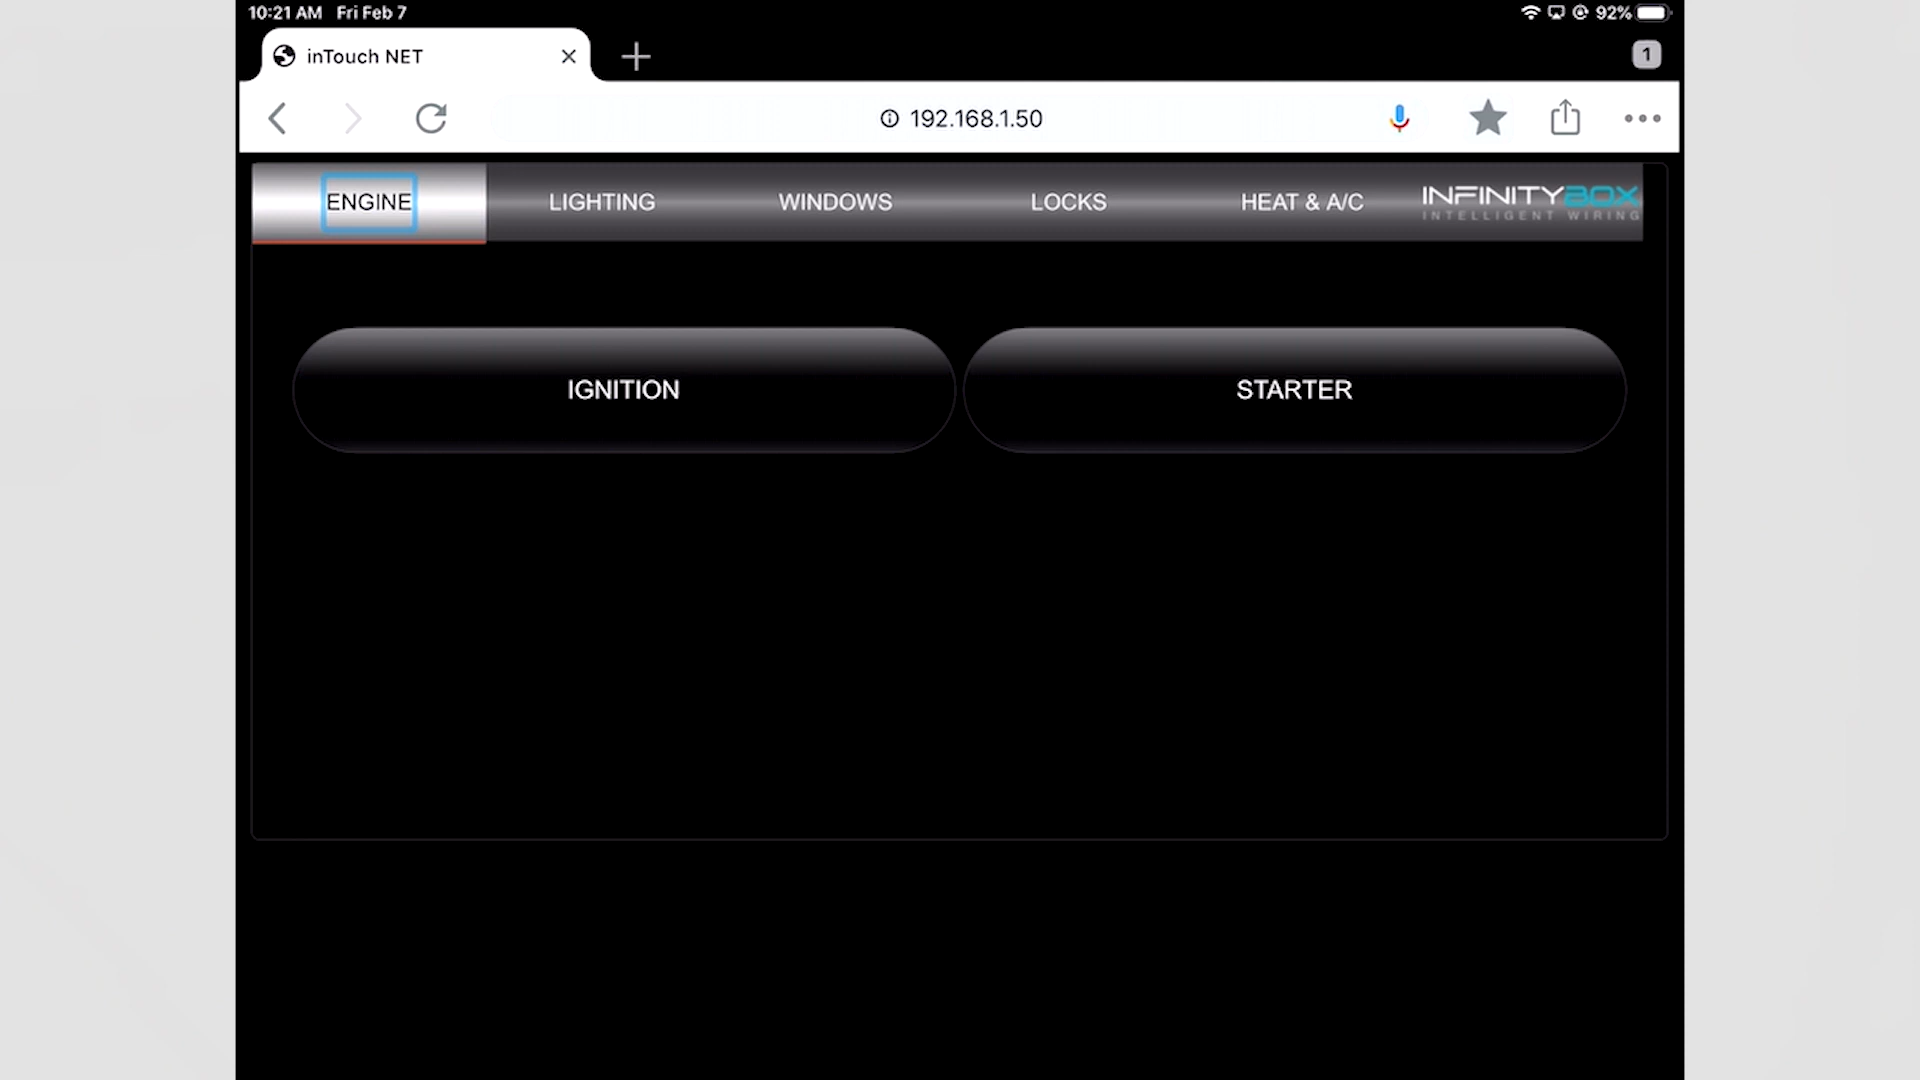 10:21 AM Fri Feb 7 92%
inTouch NET 1
192.168.1.50
ENGINE LIGHTING WINDOWS LOCKS HEAT & A/C INFINITYBOX
INTELLIGENT WIRING
IGNITION STARTER